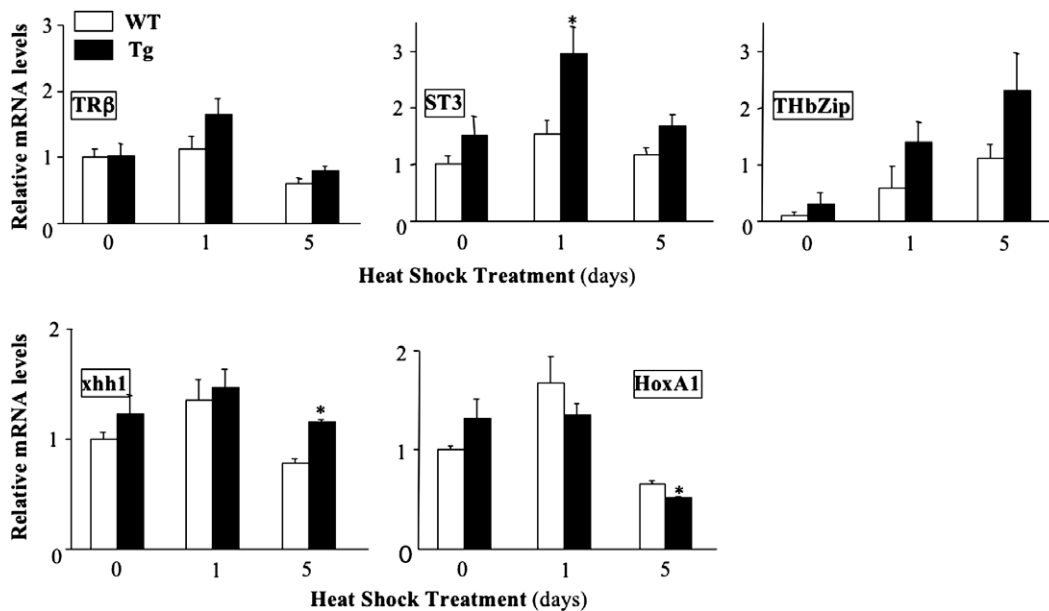 WT
Tg
Relative mRNA levels
3
2
1
0
TRβ
0 1 5
*
3
2
1
0
ST3
0 1 5
3
2
1
0
THbZip
0 1 5
Heat Shock Treatment (days)
Relative mRNA levels
2
1
0
xhh1
*
0 1 5
2
1
0
HoxA1
*
0 1 5
Heat Shock Treatment (days)